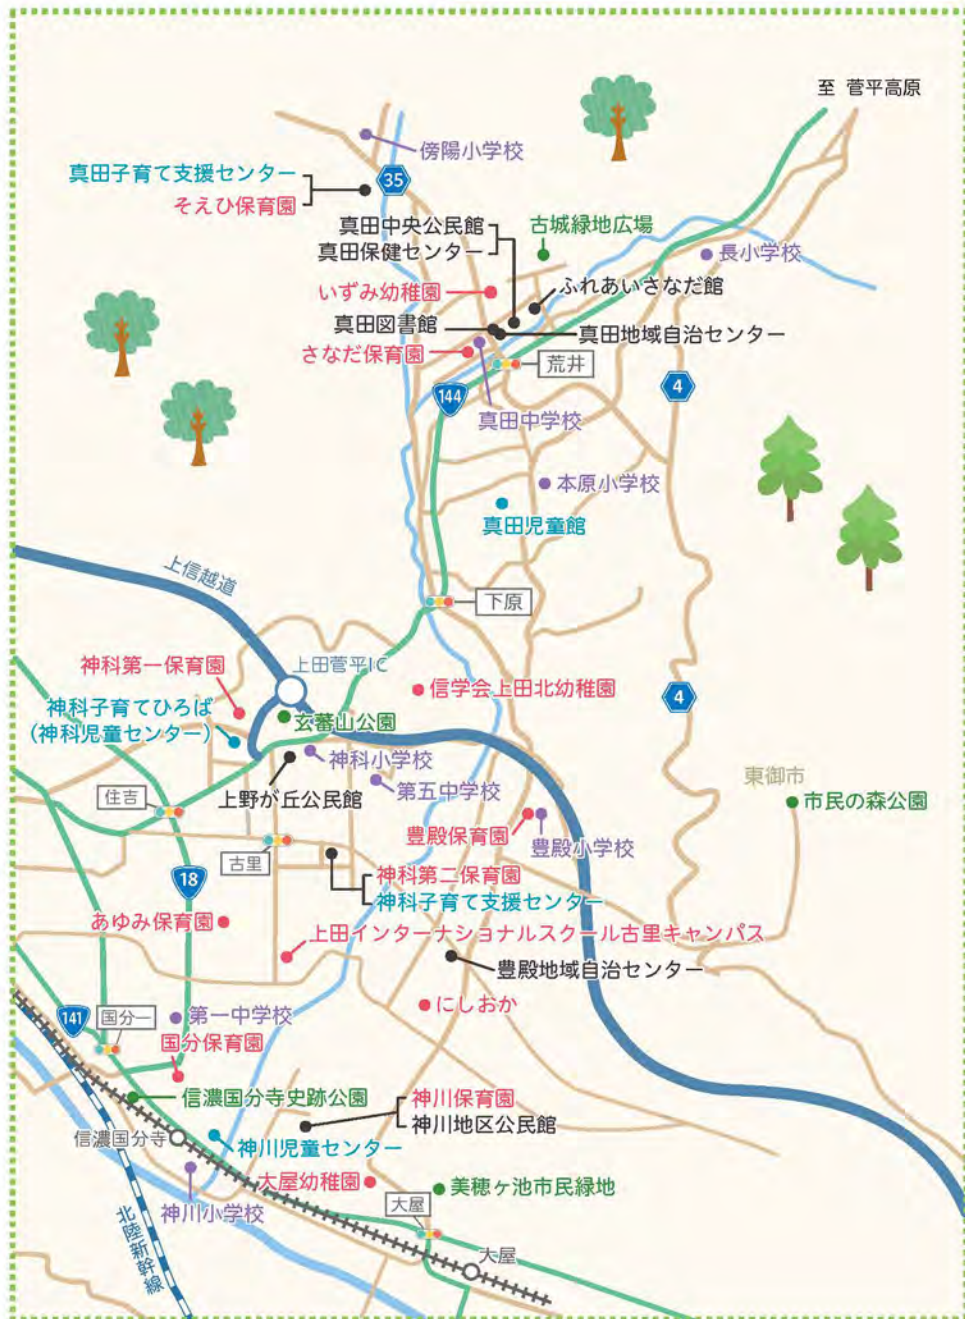 至 菅平高原
傍陽小学校
真田子育て支援センター
35
そえひ保育園
真田中央公民館
古城緑地広場
真田保健センター
長小学校
いずみ幼稚園
ふれあいさなだ館
真田図書館
真田地域自治センター
さなだ保育園
荒井
4
144
真田中学校
本原小学校
真田児童館
上信越道
下原
神科第一保育園
上田菅平IC
信学会上田北幼稚園
4
神科子育てひろば
(神科児童センター)
玄蕃山公園
神科小学校
東御市
第五中学校
上野が丘公民館
住吉
市民の森公園
豊殿保育園
豊殿小学校
古里
18
神科第二保育園
神科子育て支援センター
あゆみ保育園
上田インターナショナルスクール古里キャンパス
豊殿地域自治センター
にしおか
141
国分一
第一中学校
国分保育園
信濃国分寺史跡公園
神川保育園
神川地区公民館
信濃国分寺
神川児童センター
大屋幼稚園
美穂ヶ池市民緑地
神川小学校
大屋
北陸新幹線
大屋